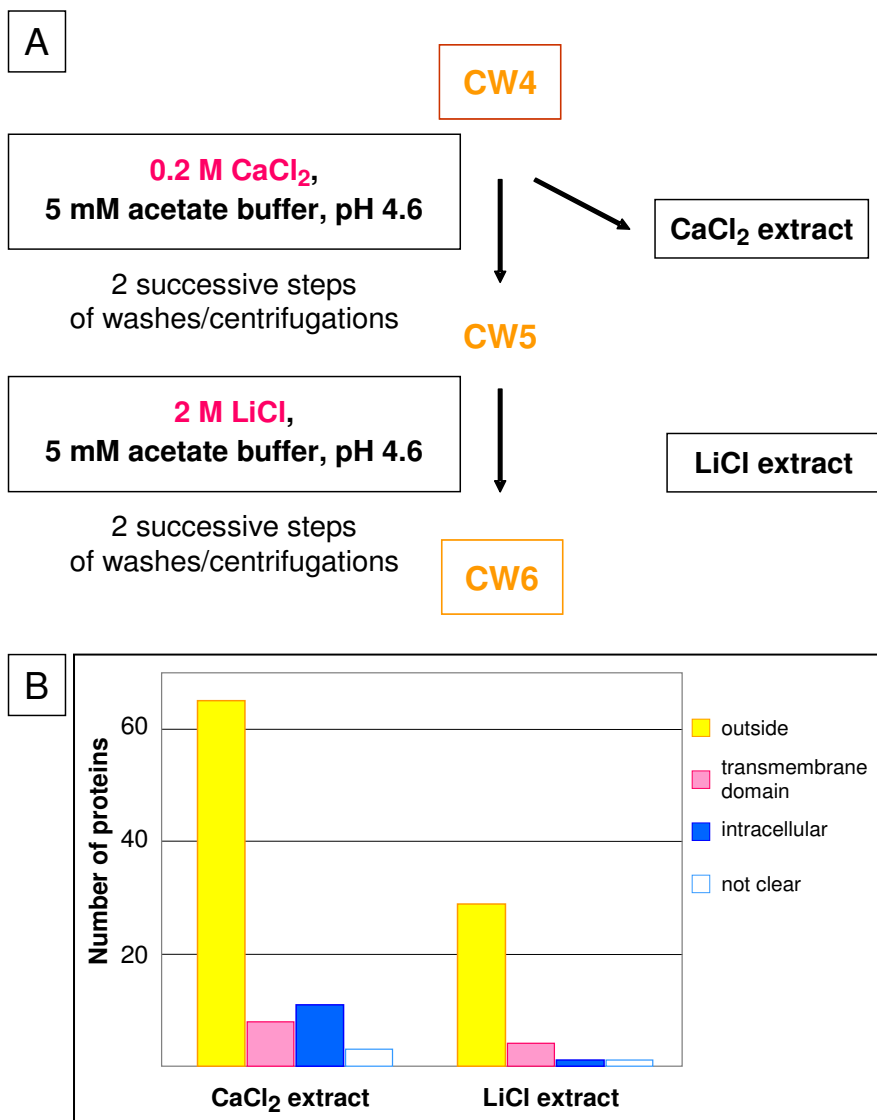 A
CW4
0.2 M CaCl2,
5 mM acetate buffer, pH 4.6
CaCl2 extract
2 successive steps
of washes/centrifugations
CW5
2 M LiCl,
5 mM acetate buffer, pH 4.6
LiCl extract
2 successive steps
of washes/centrifugations
CW6
B
Number of proteins
60
40
20
outside
transmembrane
domain
intracellular
not clear
CaCl2 extract
LiCl extract